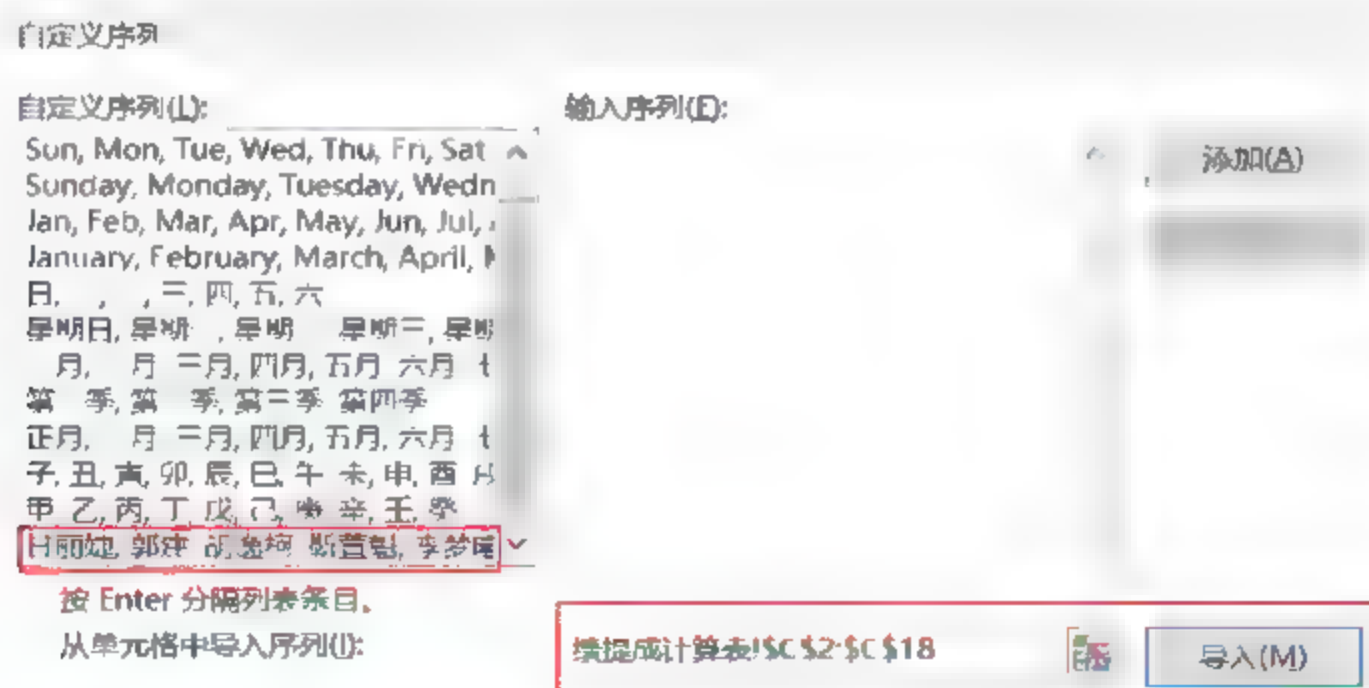 自定义序列
自定义序列(L):
输入序列(E):
Sun, Mon, Tue, Wed, Thu, Fri, Sat
添加(A)
Sunday, Monday, Tuesday, Wedn
Jan, Feb, Mar, Apr, May, Jun, Jul,
January, February, March, April,
日, , , 三, 四, 五, 六
星期日, 星期 , 星期 星期三, 星期
月, 月 三月, 四月, 五月 六月
第 季, 第 季, 第三季 第四季
正月, 月 三月, 四月, 五月, 六月
子, 丑, 寅, 卯, 辰, 巳, 午 未, 申, 酉
甲 乙, 丙, 丁 戊, 己, 辛, 壬, 癸
郭建 李梦
按 Enter 分隔列表条目。
从单元格中导入序列(I):
绩提成计算表!$C$2:$C$18
导入(M)